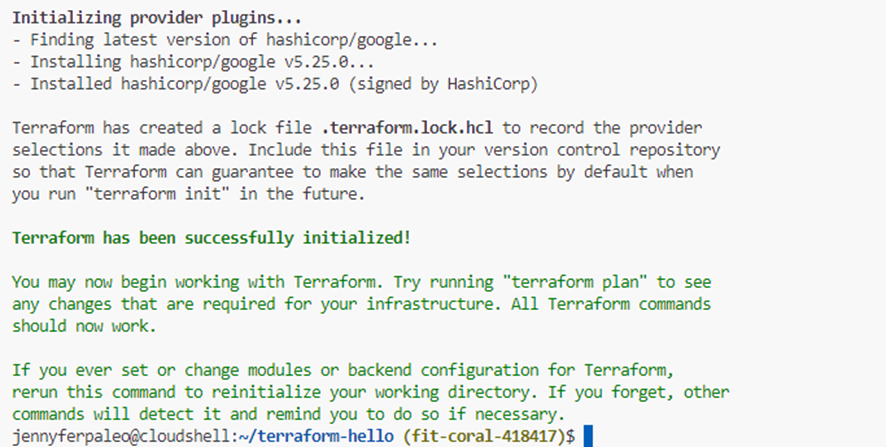 Initializing provider plugins...
- Finding latest version of hashicorp/google...
- Installing hashicorp/google v5.25.0...
- Installed hashicorp/google v5.25.0 (signed by HashiCorp)
Terraform has created a lock file .terraform.lock.hcl to record the provider
selections it made above. Include this file in your version control repository
so that Terraform can guarantee to make the same selections by default when
you run "terraform init" in the future.
Terraform has been successfully initialized!
You may now begin working with Terraform. Try running "terraform plan" to see
any changes that are required for your infrastructure. All Terraform commands
should now work.
If you ever set or change modules or backend configuration for Terraform,
rerun this command to reinitialize your working directory. If you forget, other
commands will detect it and remind you to do so if necessary.
jennyferpaleo@cloudshell:~/terraform-hello (fit-coral-418417)$